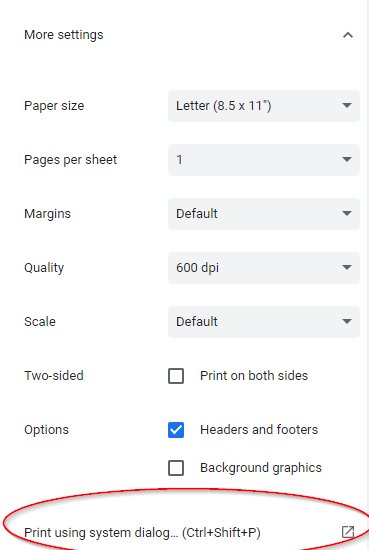 More settings
Paper size Letter (8.5 x 11")
Pages per sheet 1
Margins Default
Quality 600 dpi
Scale Default
Two-sided Print on both sides
Options Headers and footers
Background graphics
Print using system dialog... (Ctrl+Shift+P)